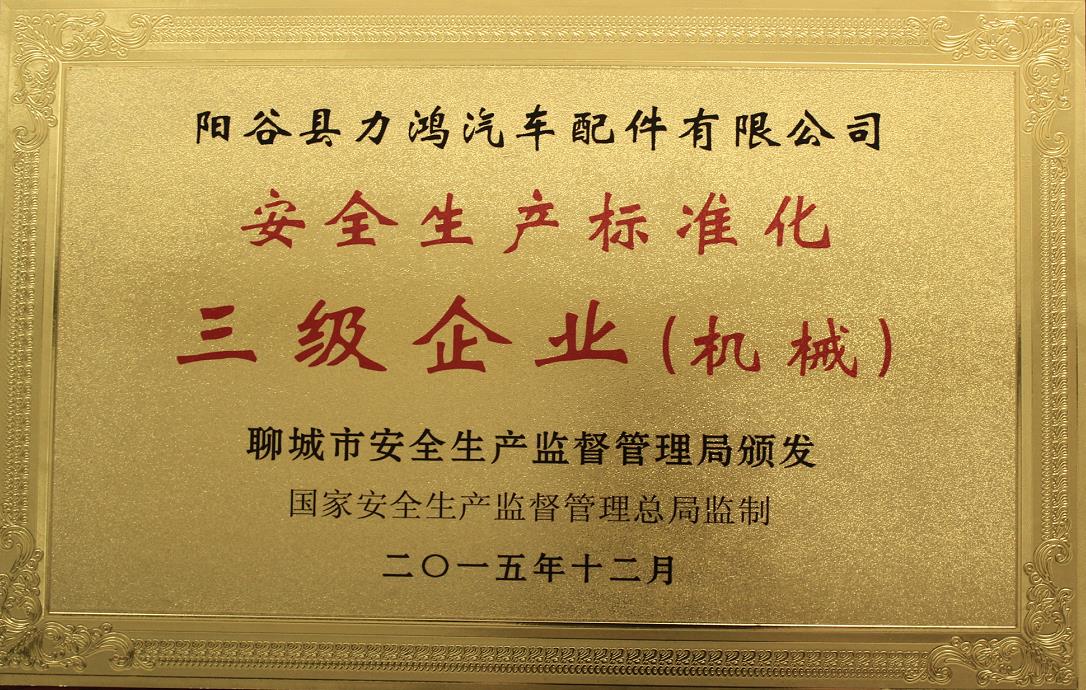 阳谷县力鸿汽车配件有限公司
安全生产标准化
三级企业(机械)
聊城市安全生产监督管理局颁发
国家安全生产监督管理总局监制
二〇一五年十二月